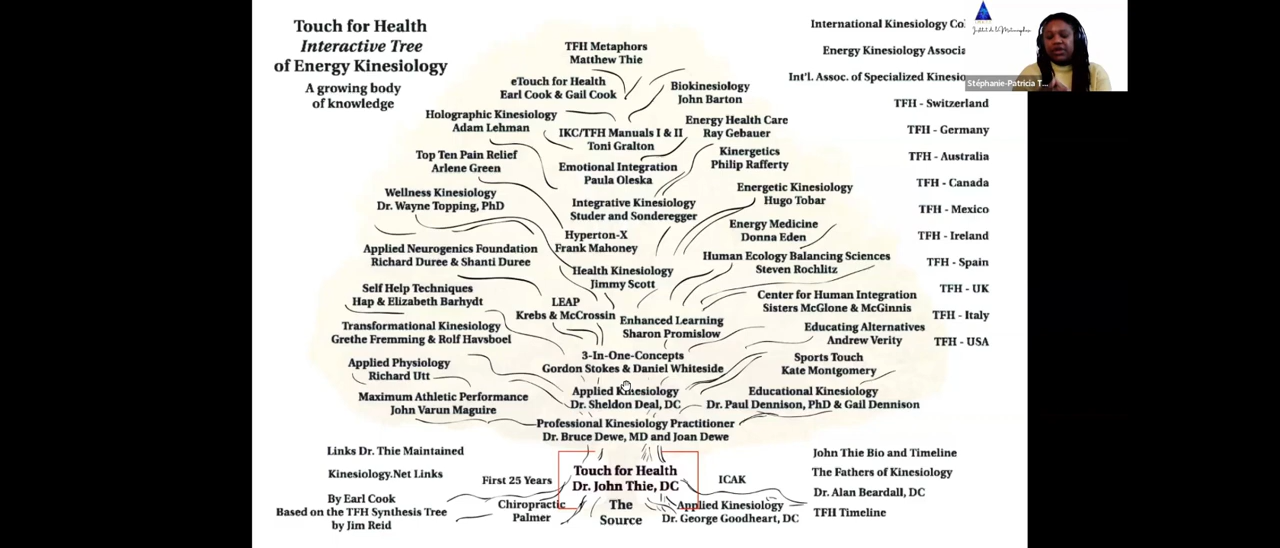 Touch for Health
Interactive Tree
of Energy Kinesiology
A growing body
of knowledge
TFH Metaphors
Matthew Thie
eTouch for Health
Earl Cook & Gail Cook
Biokinesiology
John Barton
Holographic Kinesiology
Adam Lehman
IKC/TFH Manuals I & II
Toni Gralton
Energy Health Care
Ray Gebauer
Top Ten Pain Relief
Arlene Green
Emotional Integration
Paula Oleska
Kinergetics
Philip Rafferty
Wellness Kinesiology
Dr. Wayne Topping, PhD
Integrative Kinesiology
Studer and Sonderegger
Energetic Kinesiology
Hugo Tobar
Hyperton-X
Frank Mahoney
Energy Medicine
Donna Eden
Applied Neurogenics Foundation
Richard Duree & Shanti Duree
Health Kinesiology
Jimmy Scott
Human Ecology Balancing Sciences
Steven Rochlitz
Self Help Techniques
Hap & Elizabeth Barhydt
LEAP
Krebs & McCrossin
Center for Human Integration
Sisters McGlone & McGinnis
Transformational Kinesiology
Grethe Fremming & Rolf Havsboel
Enhanced Learning
Sharon Promislow
Educating Alternatives
Andrew Verity
3-In-One-Concepts
Gordon Stokes & Daniel Whiteside
Sports Touch
Kate Montgomery
Applied Physiology
Richard Utt
Applied Kinesiology
Dr. Sheldon Deal, DC
Educational Kinesiology
Dr. Paul Dennison, PhD & Gail Dennison
Maximum Athletic Performance
John Varun Maguire
Professional Kinesiology Practitioner
Dr. Bruce Dewe, MD and Joan Dewe
International Kinesiology Co
Energy Kinesiology Associa
Int'l. Assoc. of Specialized Kinesio
TFH - Switzerland
TFH - Germany
TFH - Australia
TFH - Canada
TFH - Mexico
TFH - Ireland
TFH - Spain
TFH - UK
TFH - Italy
TFH - USA
Links Dr. Thie Maintained
Kinesiology.Net Links
By Earl Cook
Based on the TFH Synthesis Tree
by Jim Reid
First 25 Years
Chiropractic
Palmer
Touch for Health
Dr. John Thie, DC
The
Source
ICAK
Applied Kinesiology
Dr. George Goodheart, DC
John Thie Bio and Timeline
The Fathers of Kinesiology
Dr. Alan Beardall, DC
TFH Timeline
Stéphanie-Patricia T...